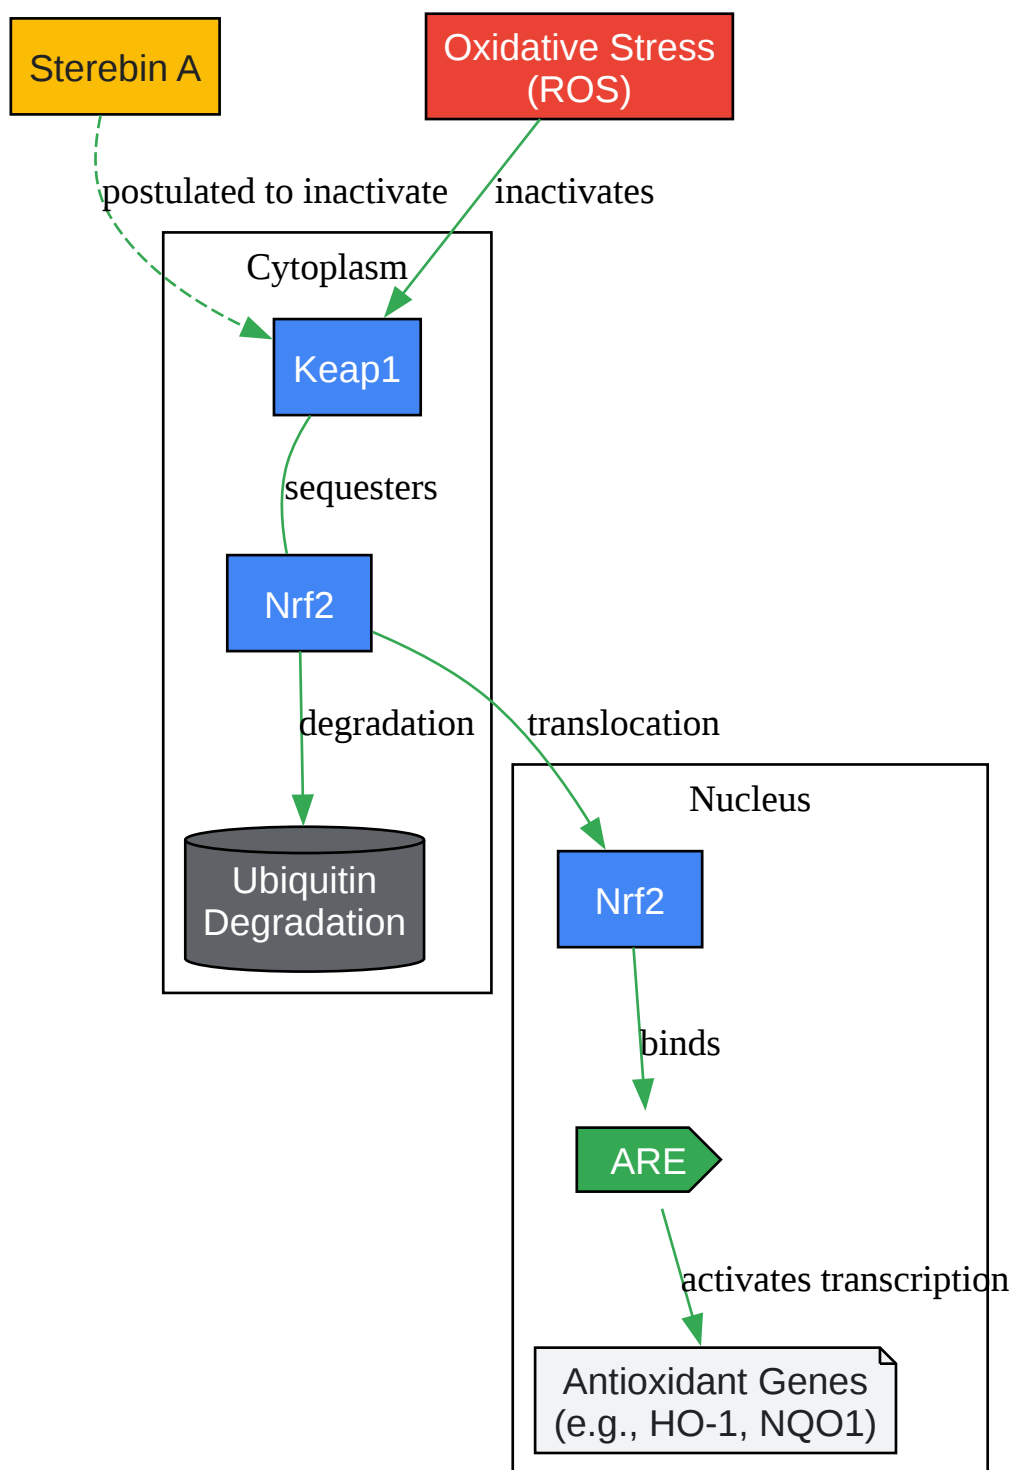 Sterebin A
Oxidative Stress
(ROS)
postulated to inactivate
inactivates
Cytoplasm
Keap1
sequesters
Nrf2
degradation
translocation
Nucleus
Ubiquitin
Degradation
Nrf2
binds
ARE
activates transcription
Antioxidant Genes
(e.g., HO-1, NQO1)